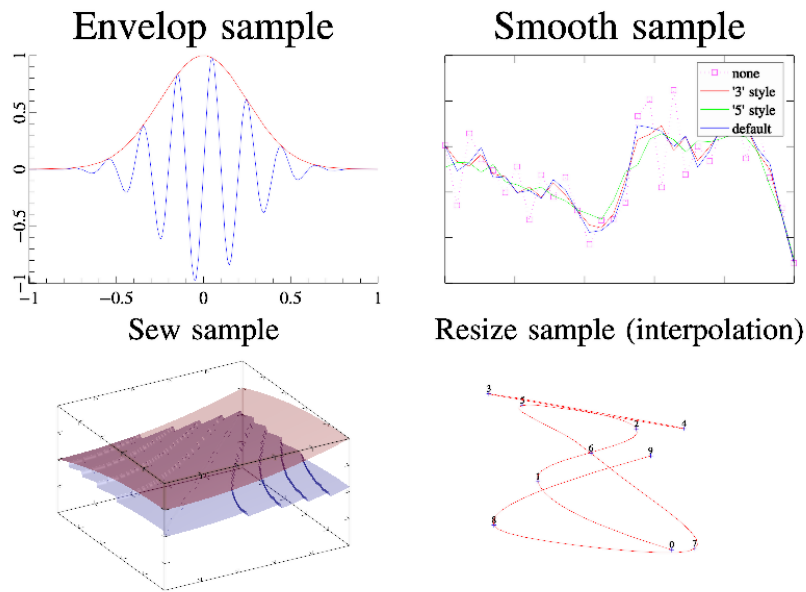 Envelop sample
Smooth sample
1
0.5
0
−0.5
−1
−1
−0.5
0
0.5
1
none
'3' style
'5' style
default
Sew sample
Resize sample (interpolation)
3
5
2
4
6
9
1
8
0
7